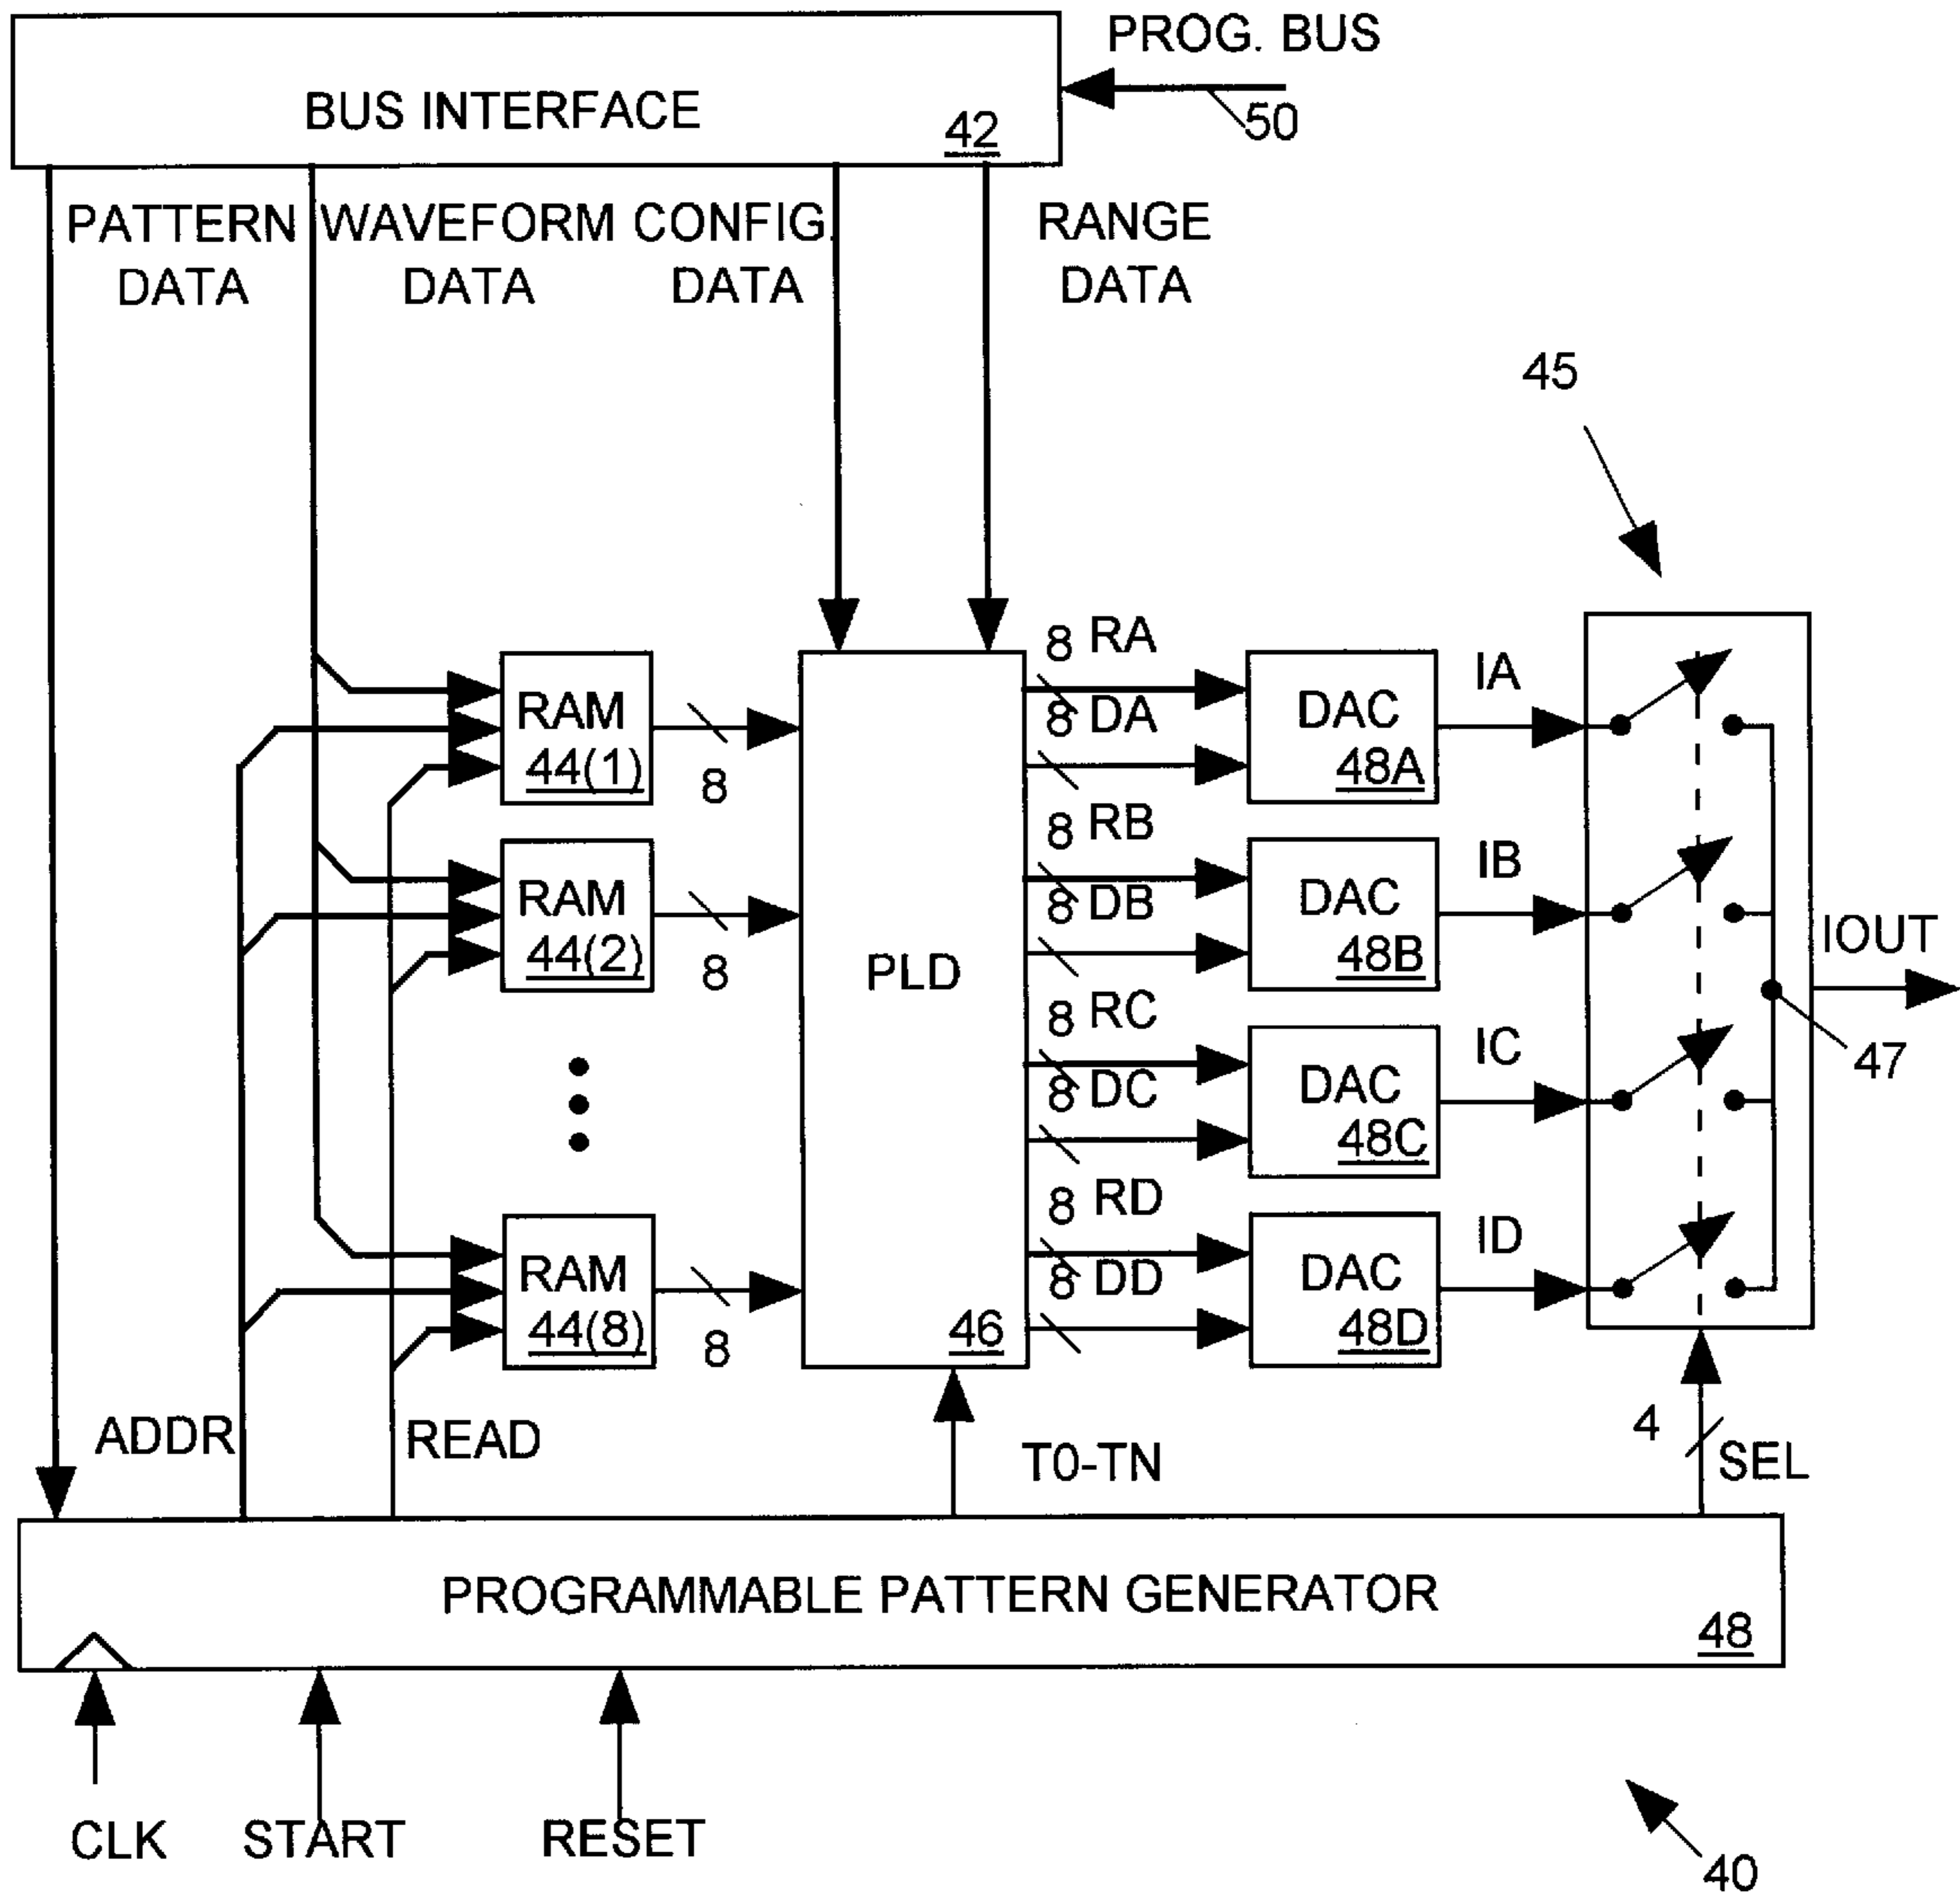 PROG. BUS
BUS INTERFACE
42
50
PATTERN DATA
WAVEFORM DATA
CONFIG. DATA
RANGE DATA
45
RAM
44(1)
8
RAM
44(2)
8
RAM
44(8)
8
PLD
46
8 RA
8 DA
8 RB
8 DB
8 RC
8 DC
8 RD
8 DD
DAC
48A
DAC
48B
DAC
48C
DAC
48D
IA
IB
IC
ID
IOUT
47
ADDR
READ
T0-TN
4
SEL
PROGRAMMABLE PATTERN GENERATOR
48
CLK
START
RESET
40